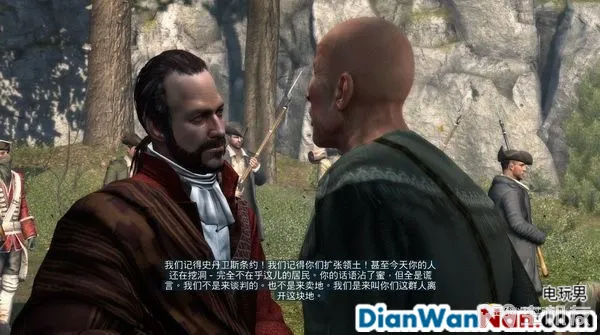 我们记得史丹卫斯条约！我们记得你们扩张领土！甚至今天你的人
还在挖洞 - 完全不在乎这儿的居民。你的话语沾了蜜，但全是谎
言。我们不是来谈判的。也不是来卖地。我们是来叫你们这群人离
开这块地。
电玩男
DianWanNan.com